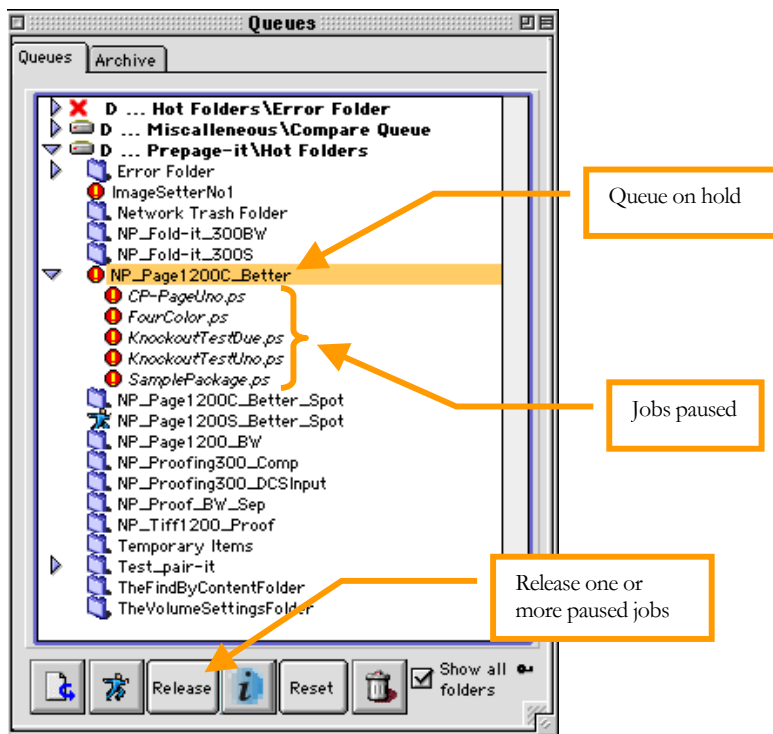 Queues
Queues
Archive
D ... Hot Folders\Error Folder
D ... Miscalleneous\Compare Queue
D ... Prepage-it\Hot Folders
Error Folder
ImageSetterNo1
Network Trash Folder
NP_Fold-it_300BW
NP_Fold-it_300S
NP_Page1200C_Better
CP-PageUno.ps
FourColor.ps
KnockoutTestDue.ps
KnockoutTestUno.ps
SamplePackage.ps
NP_Page1200C_Better_Spot
NP_Page1200S_Better_Spot
NP_Page1200_BW
NP_Proofing300_Comp
NP_Proofing300_DCSInput
NP_Proof_BW_Sep
NP_Tiff1200_Proof
Temporary Items
Test_pair-it
TheFindByContentFolder
TheVolumeSettingsFolder
Queue on hold
Jobs paused
Release one or
more paused jobs
Release
Reset
Show all
folders